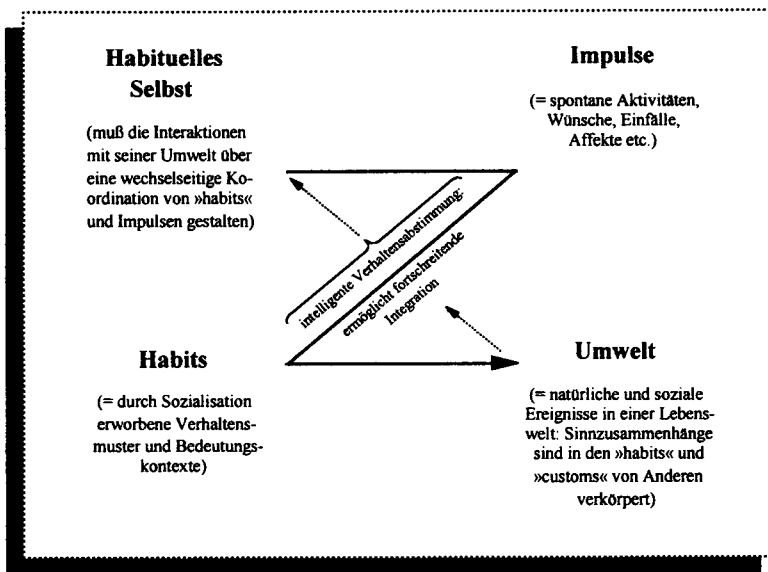 Habituelles
Selbst
(muß die Interaktionen
mit seiner Umwelt über
eine wechselseitige Ko-
ordination von »habits«
und Impulsen gestalten)
Impulse
(= spontane Aktivitäten,
Wünsche, Einfälle,
Affekte etc.)
intelligente Verhaltensabstimmung:
ermöglicht fortschreitende
Integration
Habits
(= durch Sozialisation
erworbene Verhaltens-
muster und Bedeutungs-
kontexte)
Umwelt
(= natürliche und soziale
Ereignisse in einer Lebens-
welt: Sinnzusammenhänge
sind in den »habits« und
»customs« von Anderen
verkörpert)